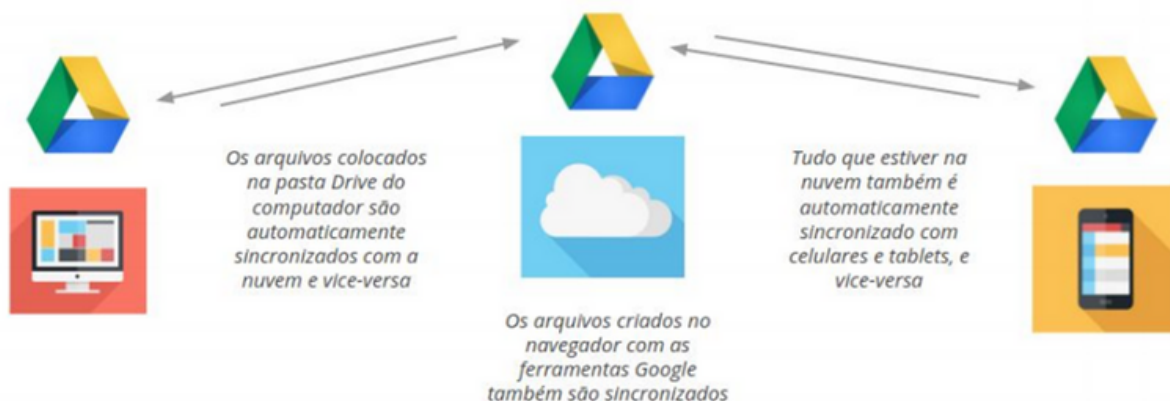 Os arquivos colocados
na pasta Drive do
computador são
automaticamente
sincronizados com a
nuvem e vice-versa
Os arquivos criados no
navegador com as
ferramentas Google
também são sincronizados
Tudo que estiver na
nuvem também é
automaticamente
sincronizado com
celulares e tablets, e
vice-versa